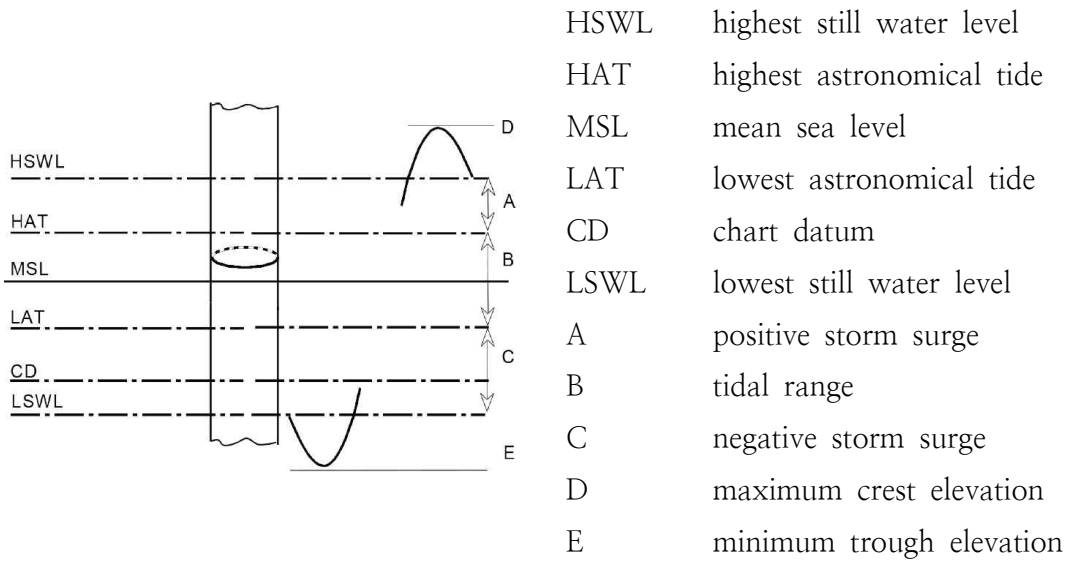 HSWL
HAT
MSL
LAT
CD
LSWL
D
A
B
C
E
HSWL highest still water level
HAT highest astronomical tide
MSL mean sea level
LAT lowest astronomical tide
CD chart datum
LSWL lowest still water level
A positive storm surge
B tidal range
C negative storm surge
D maximum crest elevation
E minimum trough elevation